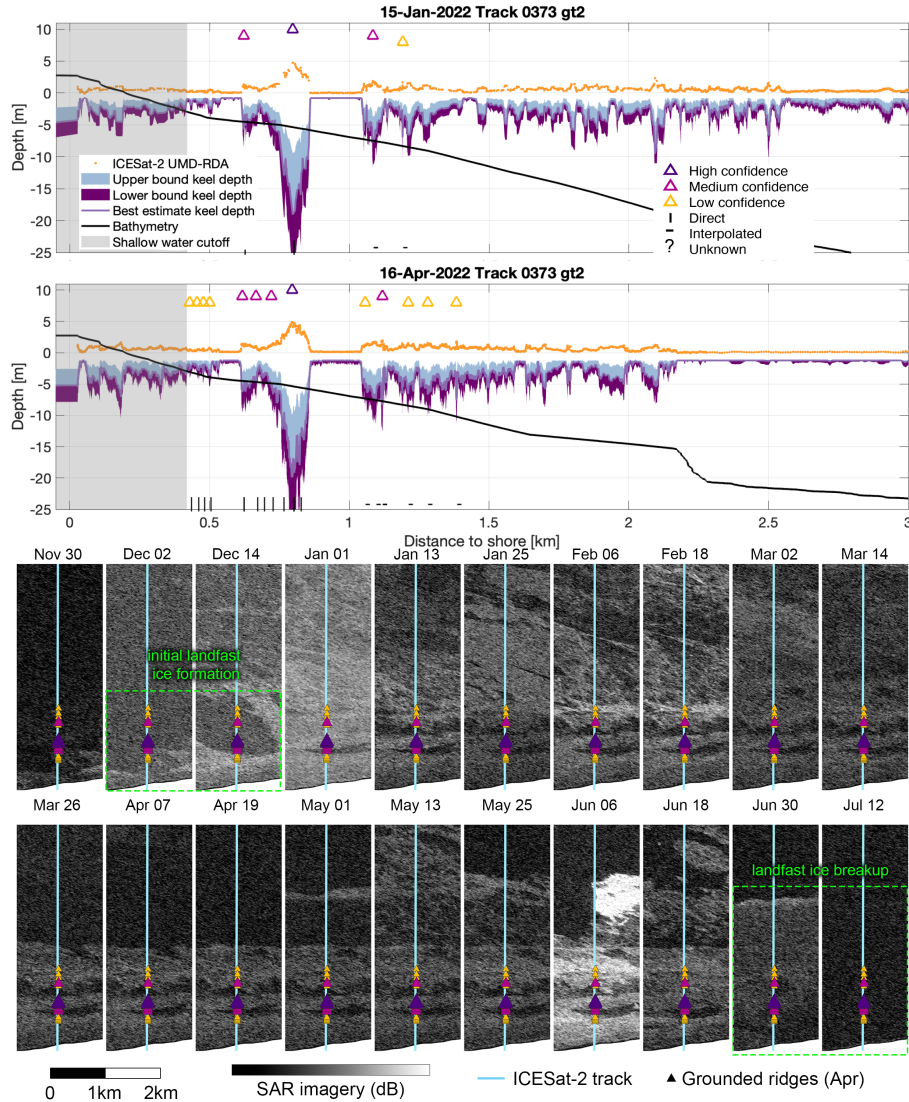 15-Jan-2022 Track 0373 gt2
10
5
0
-5
-10
-15
-20
-25
Depth [m]
ICESat-2 UMD-RDA
Upper bound keel depth
Lower bound keel depth
Best estimate keel depth
Bathymetry
Shallow water cutoff
High confidence
Medium confidence
Low confidence
Direct
Interpolated
? Unknown
16-Apr-2022 Track 0373 gt2
10
5
0
-5
-10
-15
-20
-25
Depth [m]
0 0.5 1 1.5 2 2.5 3
Distance to shore [km]
Nov 30 Dec 02 Dec 14 Jan 01 Jan 13 Jan 25 Feb 06 Feb 18 Mar 02 Mar 14
initial landfast
ice formation
Mar 26 Apr 07 Apr 19 May 01 May 13 May 25 Jun 06 Jun 18 Jun 30 Jul 12
landfast ice breakup
0 1km 2km
SAR imagery (dB)
ICESat-2 track
Grounded ridges (Apr)